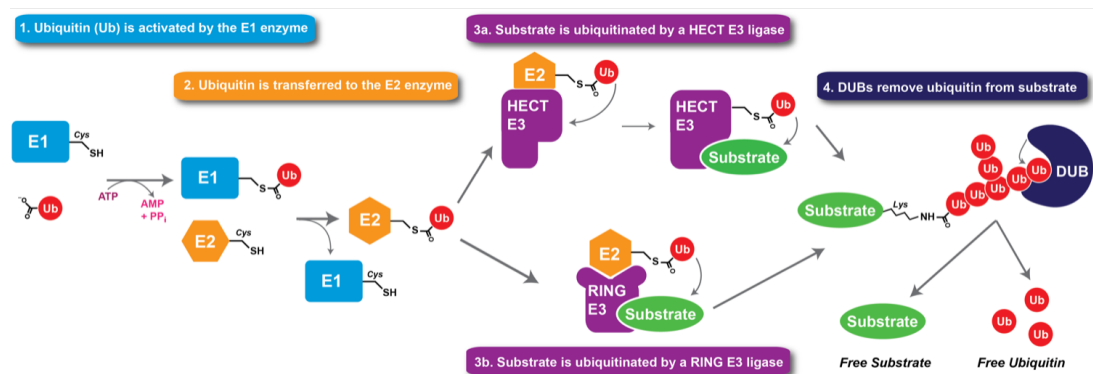 1. Ubiquitin (Ub) is activated by the E1 enzyme
2. Ubiquitin is transferred to the E2 enzyme
3a. Substrate is ubiquitinated by a HECT E3 ligase
4. DUBs remove ubiquitin from substrate
E1
Cys
SH
⁻O
O
Ub
ATP
AMP
+ PPi
E1
S
O
Ub
E2
Cys
SH
E1
Cys
SH
E2
S
O
Ub
E2
S
O
Ub
HECT
E3
HECT
E3
S
O
Ub
Substrate
E2
S
O
Ub
RING
E3
Substrate
3b. Substrate is ubiquitinated by a RING E3 ligase
Substrate
Lys
NH
O
Ub
Ub
Ub
Ub
Ub
Ub
Ub
DUB
Substrate
Free Substrate
Ub
Ub
Ub
Free Ubiquitin